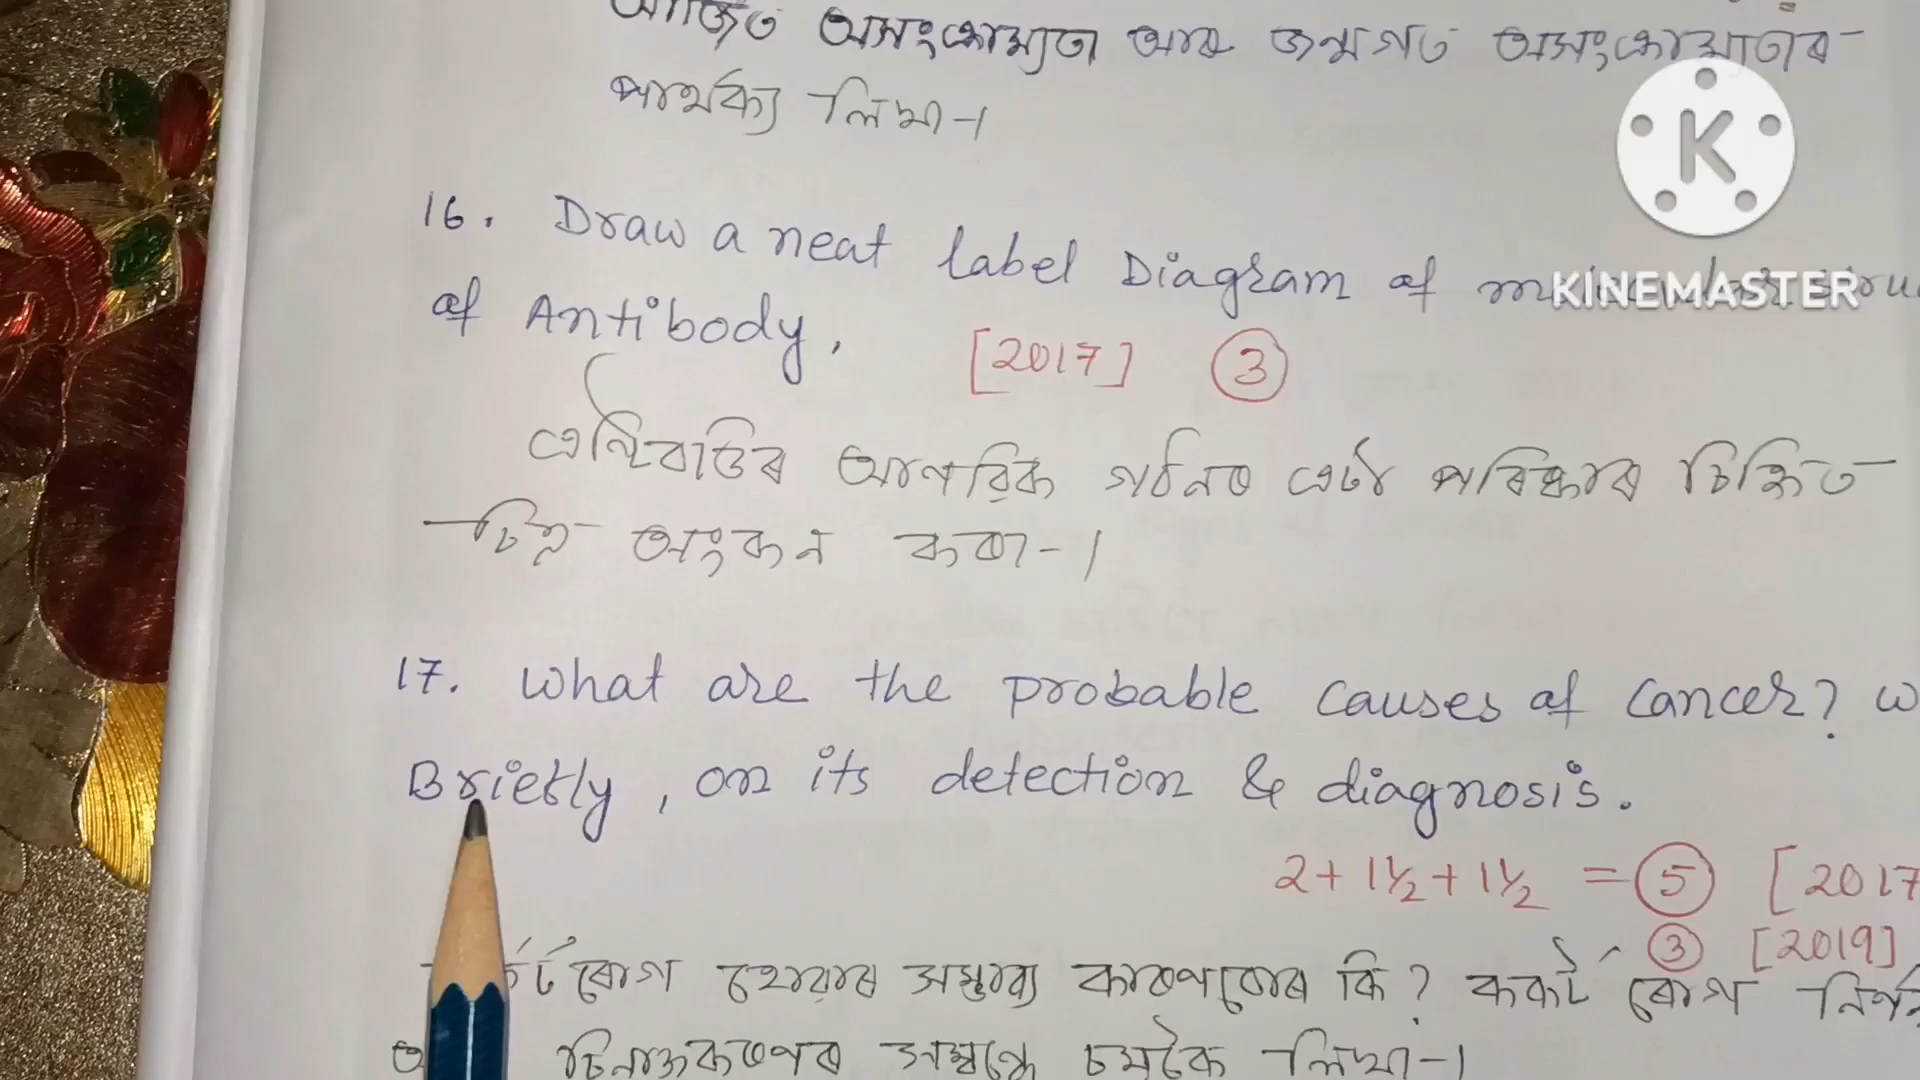 অৰ্জিত অসংক্ৰাম্যতা আৰু জন্মগত অসংক্ৰাম্যতাৰ
পাৰ্থক্য লিখা।
K
KINEMASTER
16. Draw a neat label Diagram of
of Antibody. [2017] 3
এন্টিবডিৰ আণৱিক গঠনৰ এটা পৰিষ্কাৰ চিহ্নিত
চিত্ৰ অংকন কৰা।
17. What are the probable causes of cancer? W
Briefly, on its detection & diagnosis.
2 + 1½ + 1½ = 5 [2017
3 [2019]
ৰোগ হোৱাৰ সম্ভাব্য কাৰণবোৰ কি? কৰ্কট ৰোগ
চিনাক্তকৰণৰ সম্বন্ধে চমুকৈ লিখা।